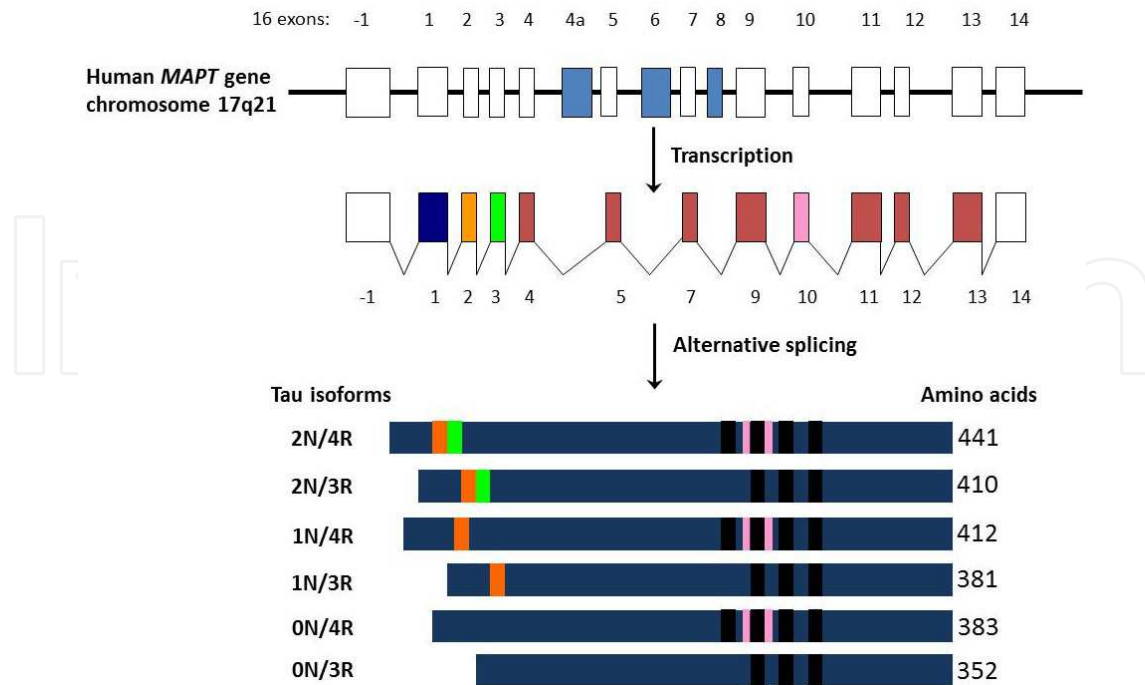 16 exons: -1 1 2 3 4 4a 5 6 7 8 9 10 11 12 13 14
Human MAPT gene
chromosome 17q21
Transcription
-1 1 2 3 4 5 7 9 10 11 12 13 14
Alternative splicing
Tau isoforms Amino acids
2N/4R 441
2N/3R 410
1N/4R 412
1N/3R 381
0N/4R 383
0N/3R 352